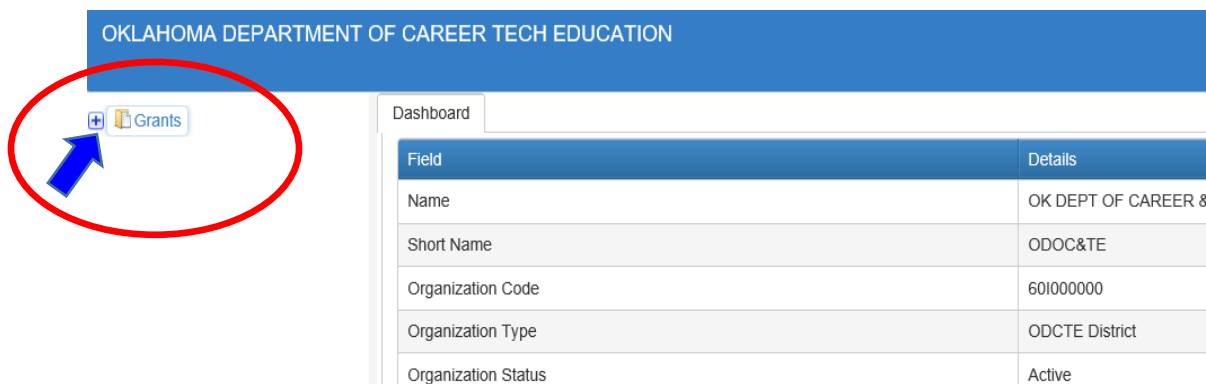 OKLAHOMA DEPARTMENT OF CAREER TECH EDUCATION
Grants
Dashboard
Field Details
Name OK DEPT OF CAREER &
Short Name ODOC&TE
Organization Code 60I000000
Organization Type ODCTE District
Organization Status Active